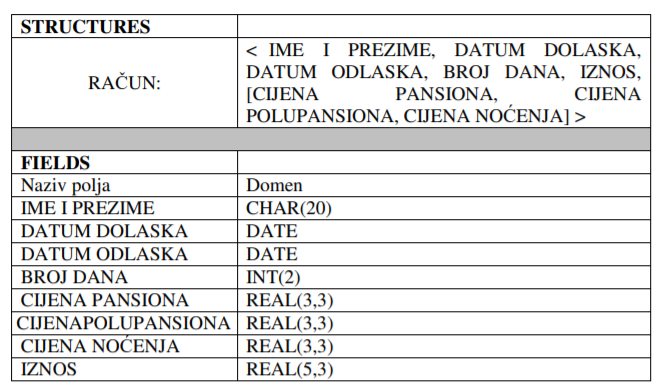 STRUCTURES
RAČUN:
< IME I PREZIME, DATUM DOLASKA,
DATUM ODLASKA, BROJ DANA, IZNOS,
[CIJENA PANSIONA, CIJENA
POLUPANSIONA, CIJENA NOĆENJA] >
FIELDS
Naziv polja Domen
IME I PREZIME CHAR(20)
DATUM DOLASKA DATE
DATUM ODLASKA DATE
BROJ DANA INT(2)
CIJENA PANSIONA REAL(3,3)
CIJENAPOLUPANSIONA REAL(3,3)
CIJENA NOĆENJA REAL(3,3)
IZNOS REAL(5,3)